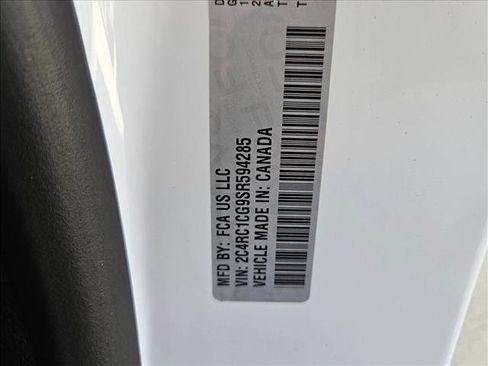 MFD BY: FCA US LLC
VIN: 2C4RC1CG9SR594285
VEHICLE MADE IN: CANADA